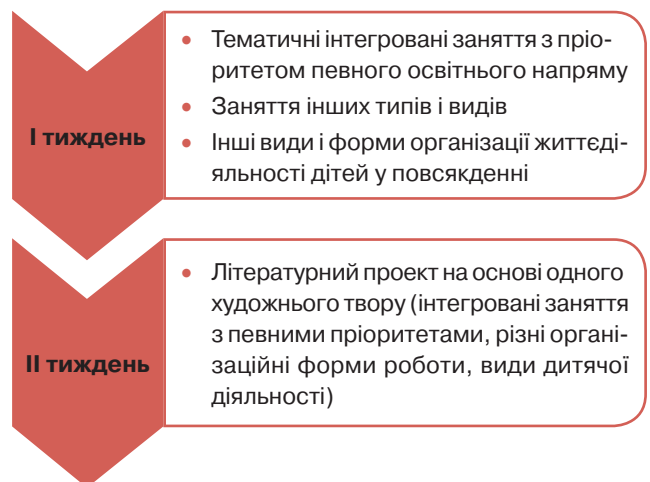 І тиждень
• Тематичні інтегровані заняття з пріо-
ритетом певного освітнього напряму
• Заняття інших типів і видів
• Інші види і форми організації життєді-
яльності дітей у повсякденні
ІІ тиждень
• Літературний проект на основі одного
художнього твору (інтегровані заняття
з певними пріоритетами, різні органі-
заційні форми роботи, види дитячої
діяльності)